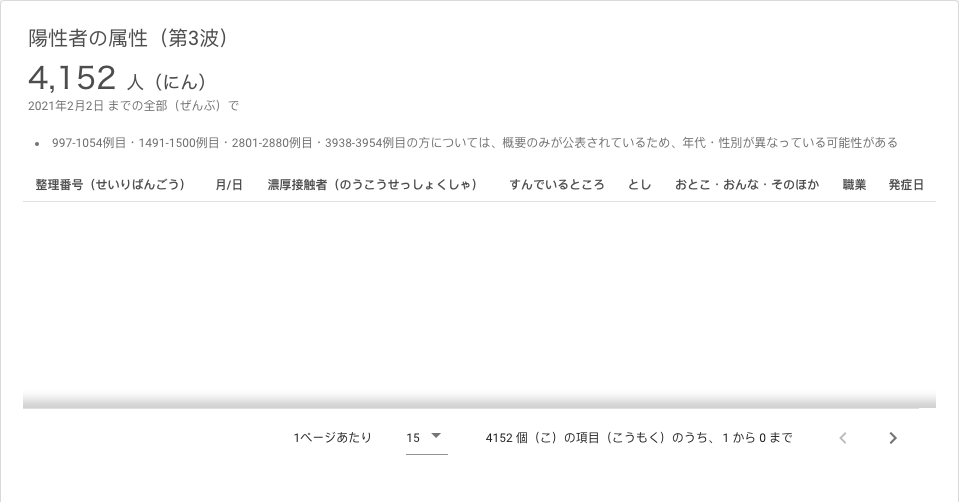 陽性者の属性（第3波）
4,152 人（にん）
2021年2月2日 までの全部（ぜんぶ）で
• 997-1054例目・1491-1500例目・2801-2880例目・3938-3954例目の方については、概要のみが公表されているため、年代・性別が異なっている可能性がある
整理番号（せいりばんごう） 月/日 濃厚接触者（のうこうせっしょくしゃ） すんでいるところ とし おとこ・おんな・そのほか 職業 発症日
1ページあたり 15 4152 個（こ）の項目（こうもく）のうち、1 から 0 まで